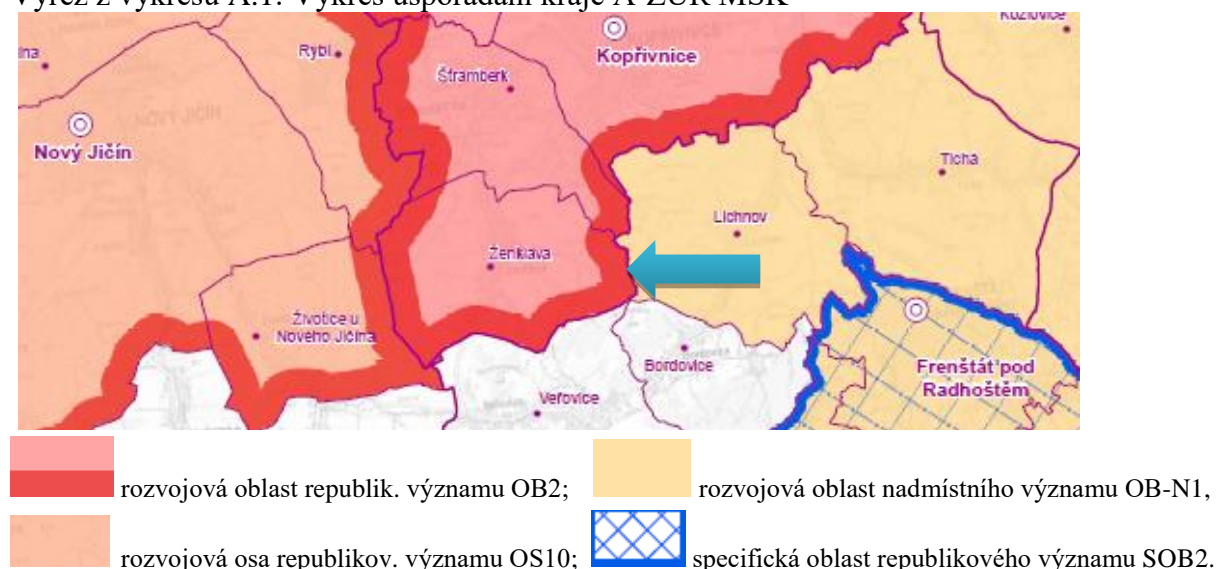 Výřez z výkresu A.1. Výkres uspořádání kraje A-ZÚR MSK
Rybí
Kopřivnice
Štramberk
Nový Jičín
Tichá
Lichnov
Ženklava
Životice u
Nového Jičína
Bordovice
Veřovice
Frenštát pod
Radhoštěm
rozvojová oblast republik. významu OB2;
rozvojová oblast nadmístního významu OB-N1,
rozvojová osa republikov. významu OS10;
specifická oblast republikového významu SOB2.